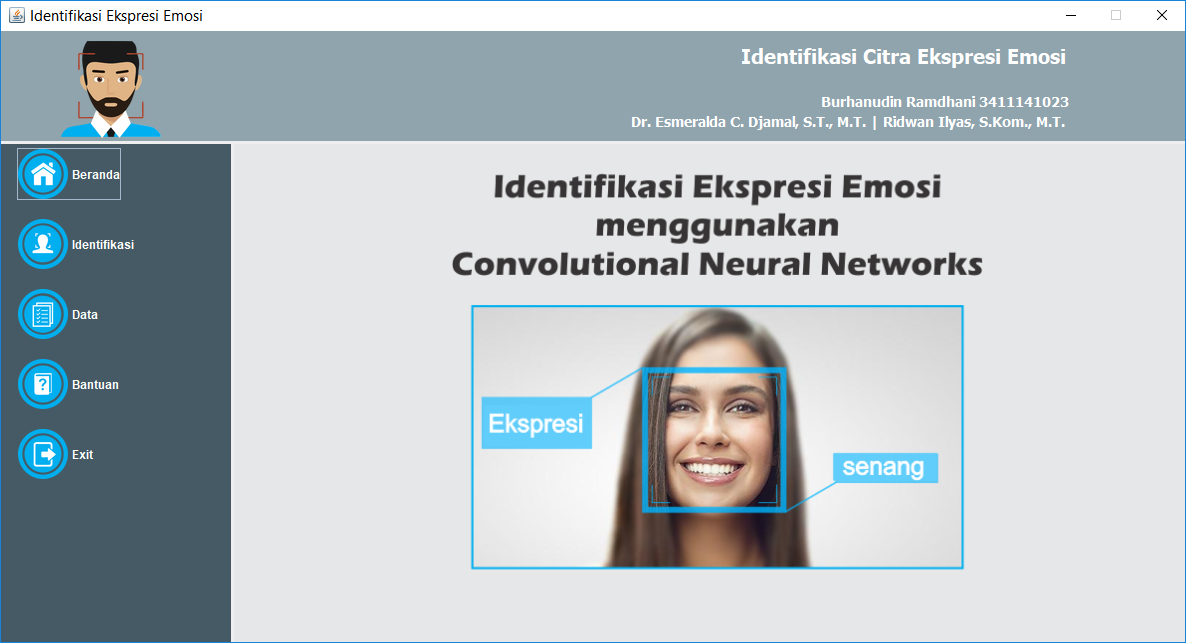 Identifikasi Ekspresi Emosi
Identifikasi Citra Ekspresi Emosi
Burhanudin Ramdhani 3411141023
Dr. Esmeralda C. Djamal, S.T., M.T. | Ridwan Ilyas, S.Kom., M.T.
Beranda
Identifikasi
Data
Bantuan
Exit
Identifikasi Ekspresi Emosi
menggunakan
Convolutional Neural Networks
Ekspresi
senang